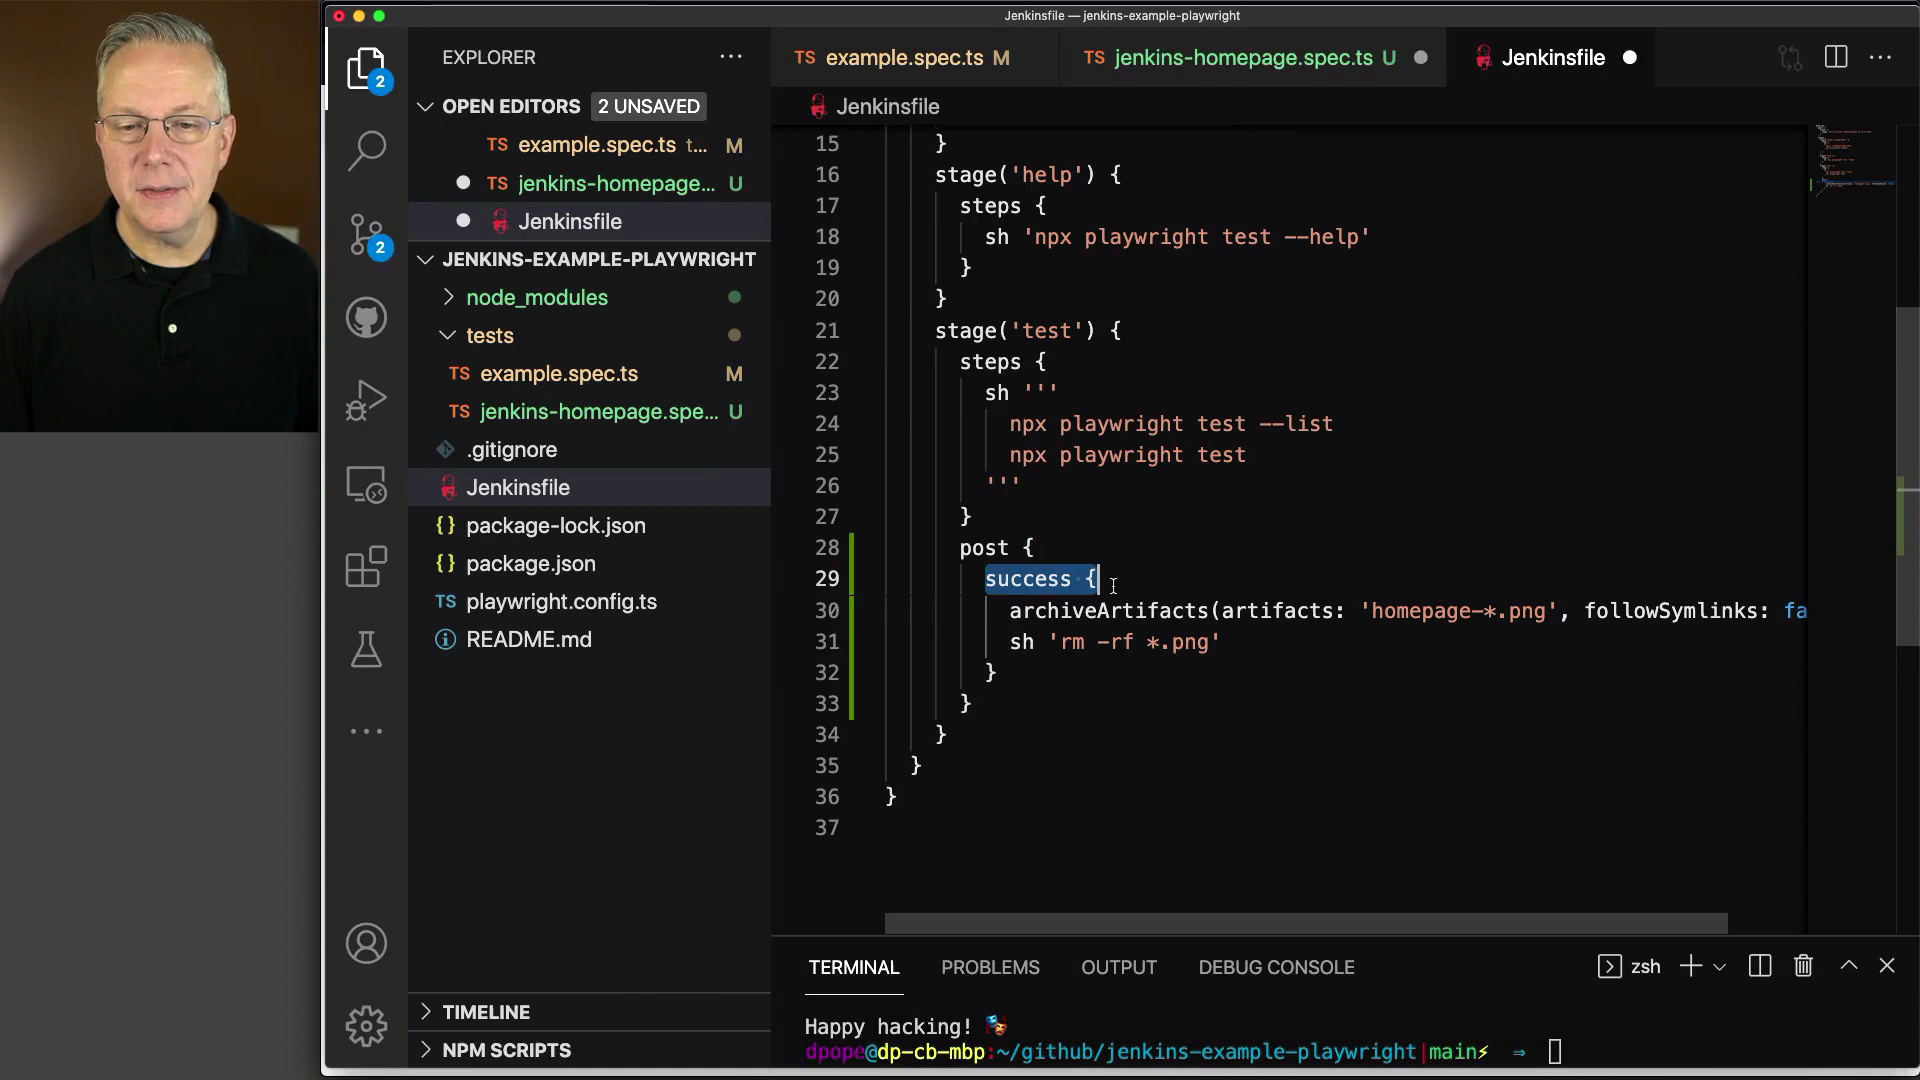 Jenkinsfile — jenkins-example-playwright
EXPLORER
TS example.spec.ts M
TS jenkins-homepage.spec.ts U
Jenkinsfile
OPEN EDITORS 2 UNSAVED
TS example.spec.ts t... M
TS jenkins-homepage... U
Jenkinsfile
JENKINS-EXAMPLE-PLAYWRIGHT
node_modules
tests
TS example.spec.ts M
TS jenkins-homepage.spe... U
.gitignore
Jenkinsfile
{} package-lock.json
{} package.json
TS playwright.config.ts
README.md
TIMELINE
NPM SCRIPTS
2
2
Jenkinsfile
15 }
16 stage('help') {
17 steps {
18 sh 'npx playwright test --help'
19 }
20 }
21 stage('test') {
22 steps {
23 sh '''
24 npx playwright test --list
25 npx playwright test
26 '''
27 }
28 post {
29 success {
30 archiveArtifacts(artifacts: 'homepage-*.png', followSymlinks: fa
31 sh 'rm -rf *.png'
32 }
33 }
34 }
35 }
36 }
37
TERMINAL PROBLEMS OUTPUT DEBUG CONSOLE zsh
Happy hacking! 🎭
dpope@dp-cb-mbp:~/github/jenkins-example-playwright|main⚡ ⇒